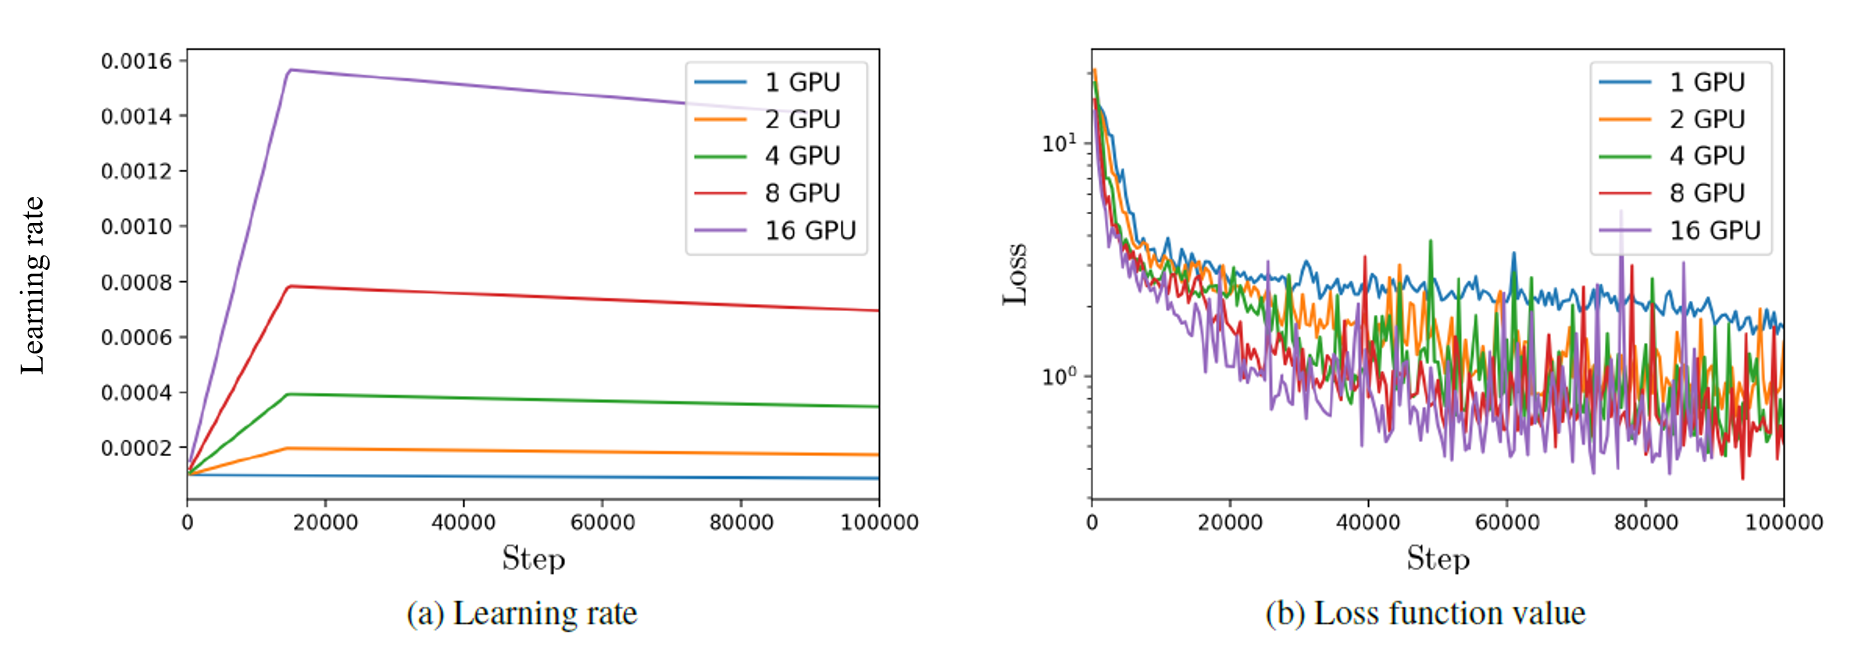 Learning rate
0.0016
0.0014
0.0012
0.0010
0.0008
0.0006
0.0004
0.0002
0
20000
40000
60000
80000
100000
Step
1 GPU
2 GPU
4 GPU
8 GPU
16 GPU
(a) Learning rate
Loss
10¹
10⁰
0
20000
40000
60000
80000
100000
Step
1 GPU
2 GPU
4 GPU
8 GPU
16 GPU
(b) Loss function value